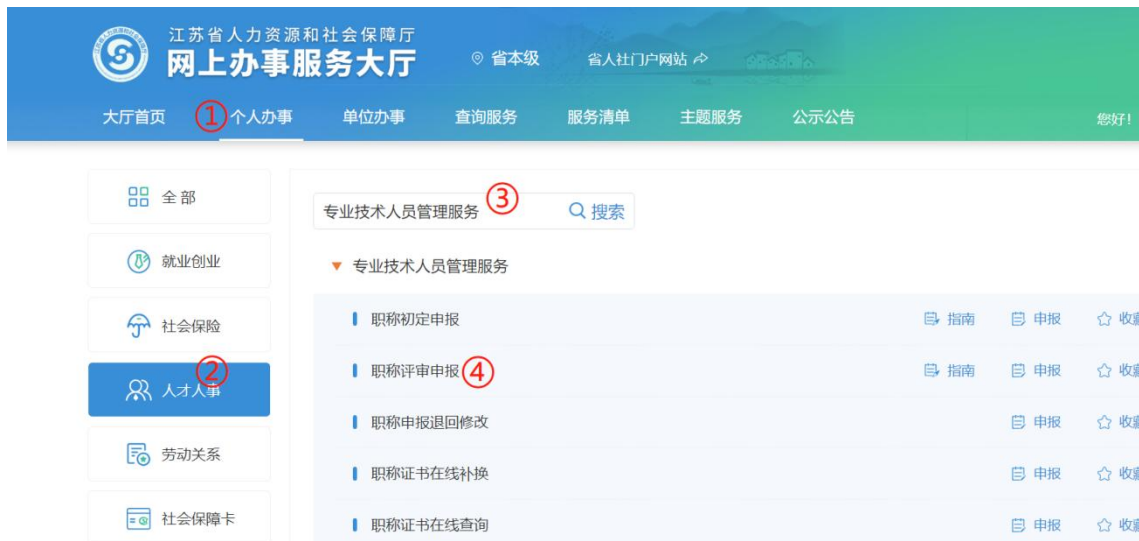 江苏省人力资源和社会保障厅
网上办事服务大厅
省本级
省人社门户网站
大厅首页 ① 个人办事 单位办事 查询服务 服务清单 主题服务 公示公告 您好！
全部
就业创业
社会保险
② 人才人事
劳动关系
社会保障卡
专业技术人员管理服务 ③ 搜索
专业技术人员管理服务
职称初定申报 指南 申报 收
职称评审申报 ④ 指南 申报 收
职称申报退回修改 申报 收
职称证书在线补换 申报 收
职称证书在线查询 申报 收